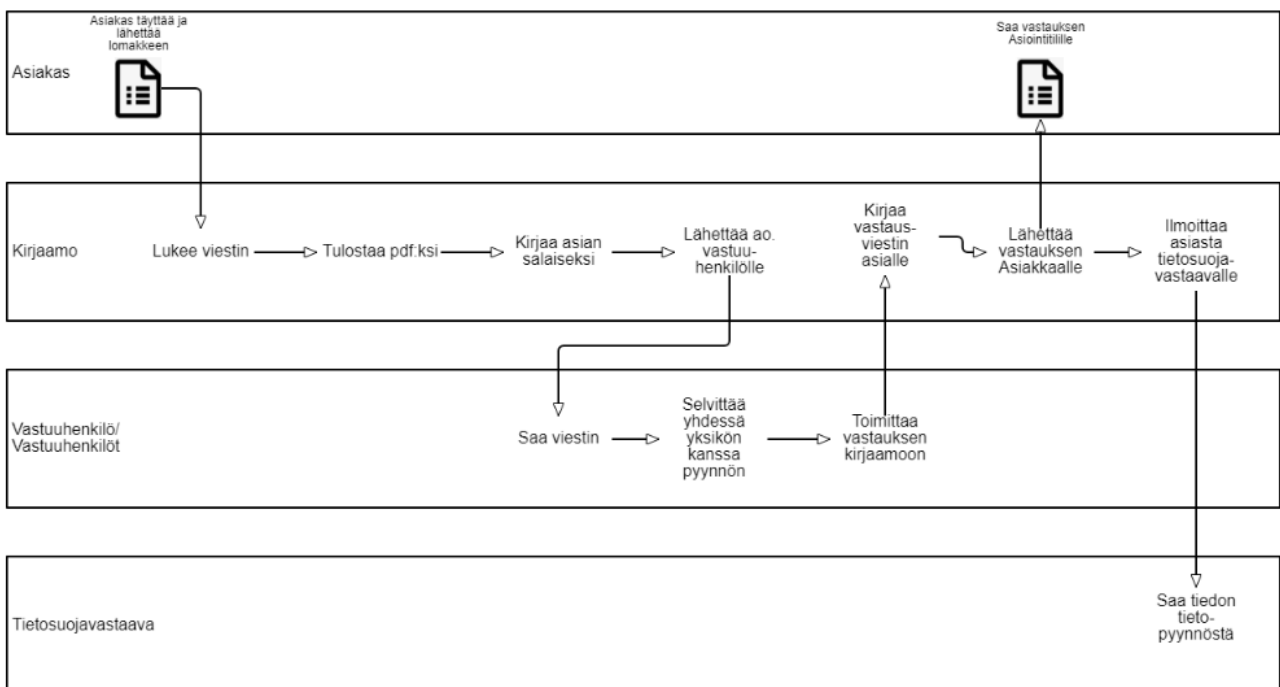 Asiakas täyttää ja
lähettää
lomakkeen
Saa vastauksen
Asiointitilille
Asiakas
Kirjaamo
Lukee viestin
Tulostaa pdf:ksi
Kirjaa asian
salaiseksi
Lähettää ao.
vastuu-
henkilölle
Kirjaa
vastaus-
viestin
asialle
Lähettää
vastauksen
Asiakkaalle
Ilmoittaa
asiasta
tietosuoja-
vastaavalle
Vastuuhenkilö/
Vastuuhenkilöt
Saa viestin
Selvittää
yhdessä
yksikön
kanssa
pyynnön
Toimittaa
vastauksen
kirjaamoon
Tietosuojavastaava
Saa tiedon
tieto-
pyynnöstä